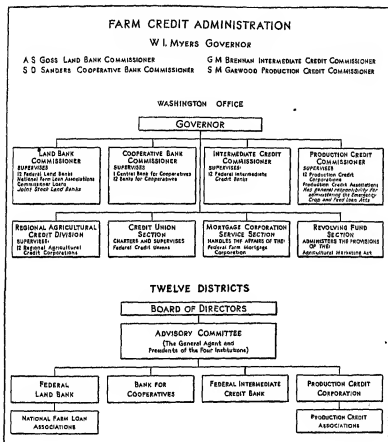 FARM CREDIT ADMINISTRATION
W. I. MYERS GOVERNOR
A S GOSS LAND BANK COMMISSIONER
G M BRENNAN INTERMEDIATE CREDIT COMMISSIONER
S D SANDERS COOPERATIVE BANK COMMISSIONER
S M GARWOOD PRODUCTION CREDIT COMMISSIONER
WASHINGTON OFFICE
GOVERNOR
LAND BANK
COMMISSIONER
SUPERVISES
12 Federal Land Banks
National Farm Loan Associations
Commissioner Loans
Joint Stock Land Banks
COOPERATIVE BANK
COMMISSIONER
SUPERVISES
1 Central Bank for Cooperatives
12 Banks for Cooperatives
INTERMEDIATE CREDIT
COMMISSIONER
SUPERVISES:
12 Federal Intermediate
Credit Banks
PRODUCTION CREDIT
COMMISSIONER
SUPERVISES
12 Production Credit
Corporations
Production Credit Associations
Has general responsibility for
administering the Emergency
Crop and Feed Loan Acts
REGIONAL AGRICULTURAL
CREDIT DIVISION
SUPERVISES:
12 Regional Agricultural
Credit Corporations
CREDIT UNION
SECTION
CHARTERS AND SUPERVISES
Federal Credit Unions
MORTGAGE CORPORATION
SERVICE SECTION
HANDLES THE AFFAIRS OF THE:
Federal Farm Mortgage
Corporation
REVOLVING FUND
SECTION
ADMINISTERS THE PROVISIONS
OF THE:
Agricultural Marketing Act
TWELVE DISTRICTS
BOARD OF DIRECTORS
ADVISORY COMMITTEE
(The General Agent and
Presidents of the Four Institutions)
FEDERAL
LAND BANK
BANK FOR
COOPERATIVES
FEDERAL INTERMEDIATE
CREDIT BANK
PRODUCTION CREDIT
CORPORATION
NATIONAL FARM LOAN
ASSOCIATIONS
PRODUCTION CREDIT
ASSOCIATIONS